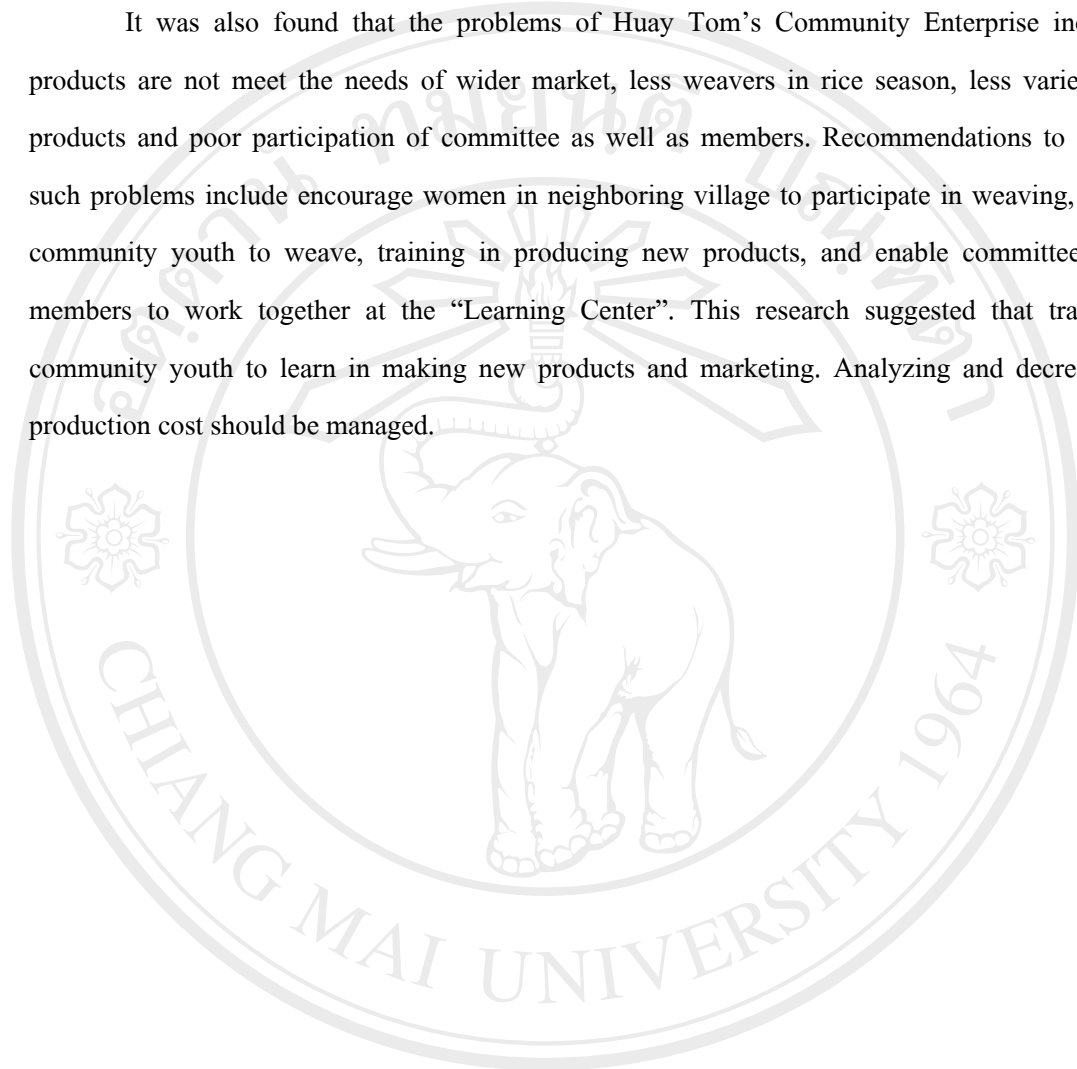 It was also found that the problems of Huay Tom’s Community Enterprise
products are not meet the needs of wider market, less weavers in rice season, less
products and poor participation of committee as well as members. Recommendations to
such problems include encourage women in neighboring village to participate in weaving,
community youth to weave, training in producing new products, and enable committee
members to work together at the “Learning Center”. This research suggested that
community youth to learn in making new products and marketing. Analyzing and
production cost should be managed.
CHIANG MAI UNIVERSITY 1964